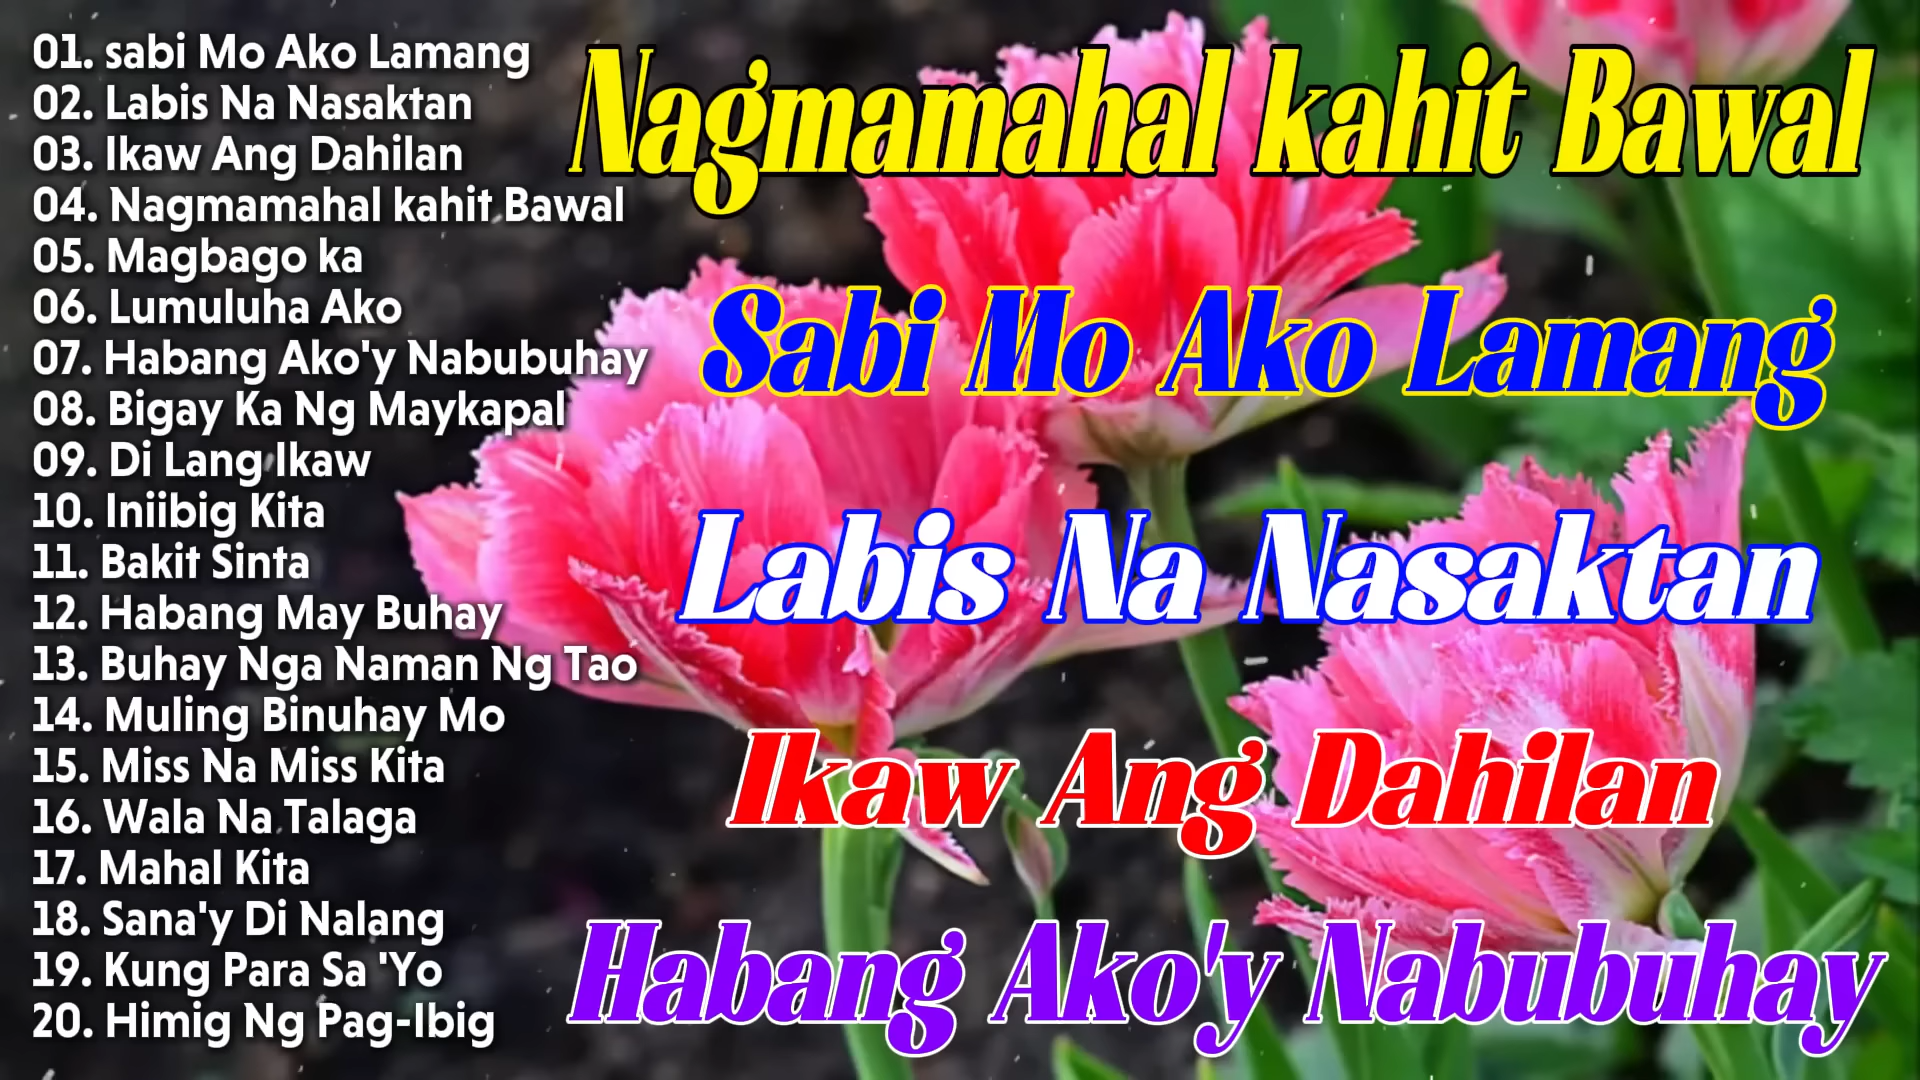 01. sabi Mo Ako Lamang
02. Labis Na Nasaktan
03. Ikaw Ang Dahilan
04. Nagmamahal kahit Bawal
05. Magbago ka
06. Lumuluha Ako
07. Habang Ako'y Nabubuhay
08. Bigay Ka Ng Maykapal
09. Di Lang Ikaw
10. Iniibig Kita
11. Bakit Sinta
12. Habang May Buhay
13. Buhay Nga Naman Ng Tao
14. Muling Binuhay Mo
15. Miss Na Miss Kita
16. Wala Na Talaga
17. Mahal Kita
18. Sana'y Di Nalang
19. Kung Para Sa 'Yo
20. Himig Ng Pag-Ibig
Nagmamahal kahit Bawal
Sabi Mo Ako Lamang
Labis Na Nasaktan
Ikaw Ang Dahilan
Habang Ako'y Nabubuhay